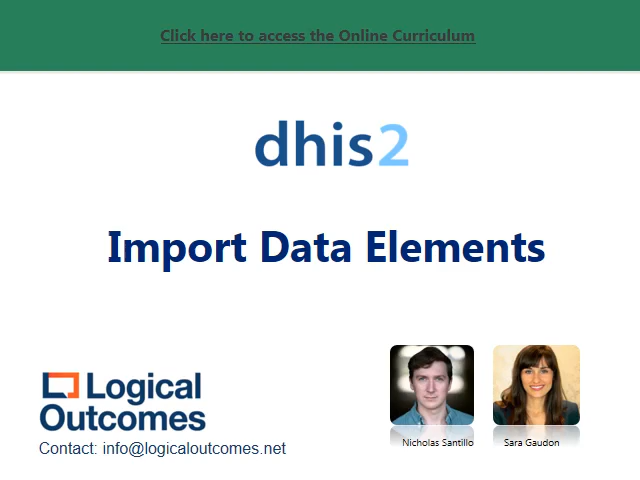 Click here to access the Online Curriculum
dhis2
Import Data Elements
Logical
Outcomes
Contact: info@logicaloutcomes.net
Nicholas Santillo
Sara Gaudon